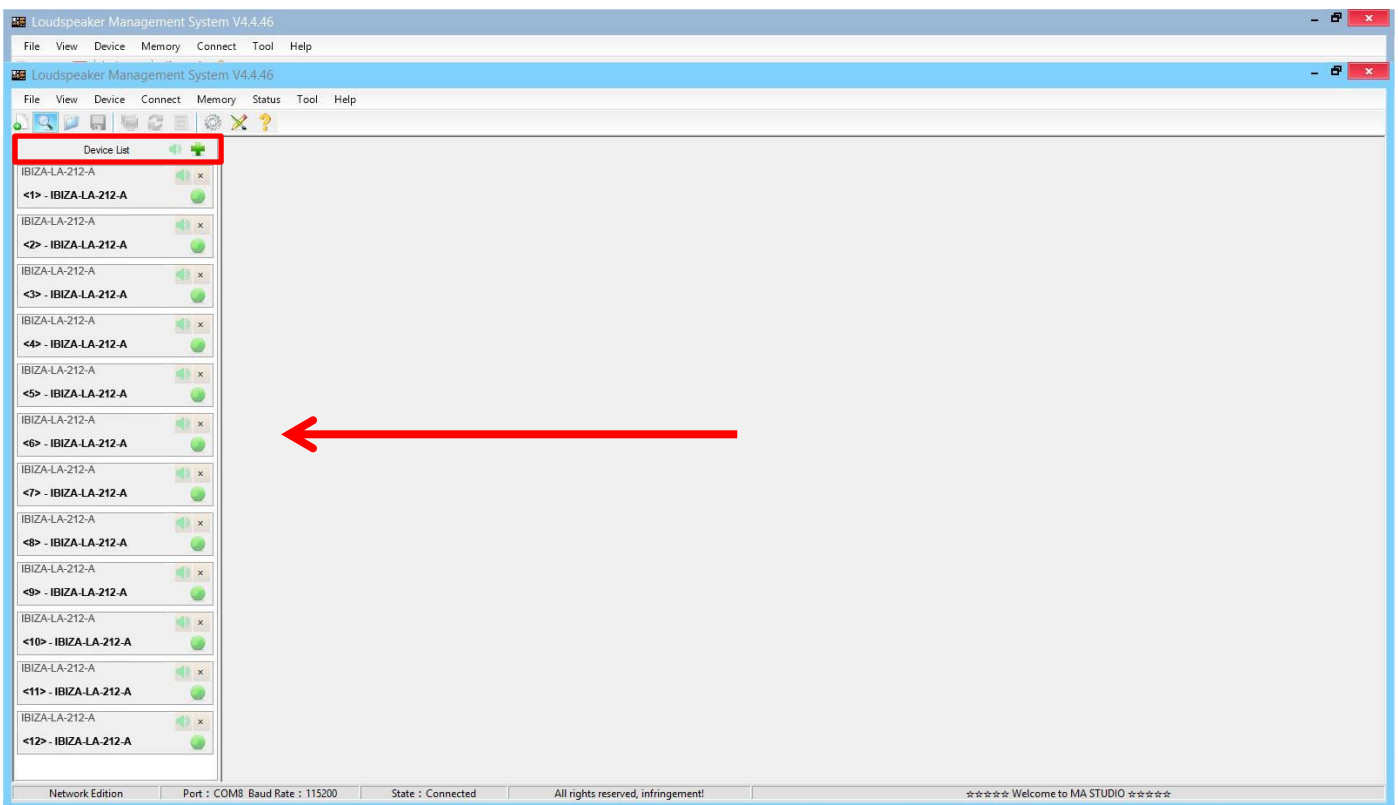 Loudspeaker Management System V4.4.46
File View Device Memory Connect Tool Help
Loudspeaker Management System V4.4.46
File View Device Connect Memory Status Tool Help
Device List
IBIZA-LA-212-A
<1> - IBIZA-LA-212-A
IBIZA-LA-212-A
<2> - IBIZA-LA-212-A
IBIZA-LA-212-A
<3> - IBIZA-LA-212-A
IBIZA-LA-212-A
<4> - IBIZA-LA-212-A
IBIZA-LA-212-A
<5> - IBIZA-LA-212-A
IBIZA-LA-212-A
<6> - IBIZA-LA-212-A
IBIZA-LA-212-A
<7> - IBIZA-LA-212-A
IBIZA-LA-212-A
<8> - IBIZA-LA-212-A
IBIZA-LA-212-A
<9> - IBIZA-LA-212-A
IBIZA-LA-212-A
<10> - IBIZA-LA-212-A
IBIZA-LA-212-A
<11> - IBIZA-LA-212-A
IBIZA-LA-212-A
<12> - IBIZA-LA-212-A
Network Edition Port : COM8 Baud Rate : 115200 State : Connected All rights reserved, infringement! ☆☆☆☆☆ Welcome to MA STUDIO ☆☆☆☆☆